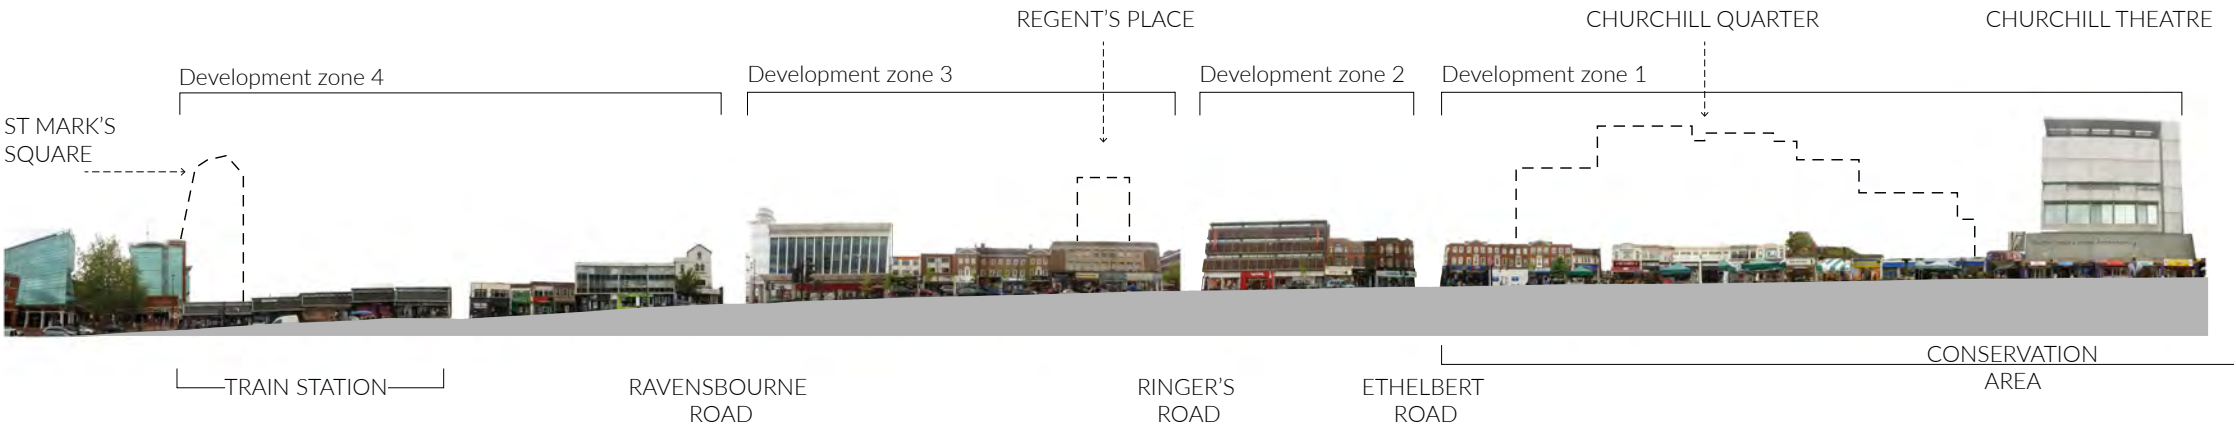 REGENT'S PLACE
CHURCHILL QUARTER
CHURCHILL THEATRE
Development zone 4
Development zone 3
Development zone 2
Development zone 1
ST MARK'S
SQUARE
TRAIN STATION
RAVENSBOURNE
ROAD
RINGER'S
ROAD
ETHELBERT
ROAD
CONSERVATION
AREA